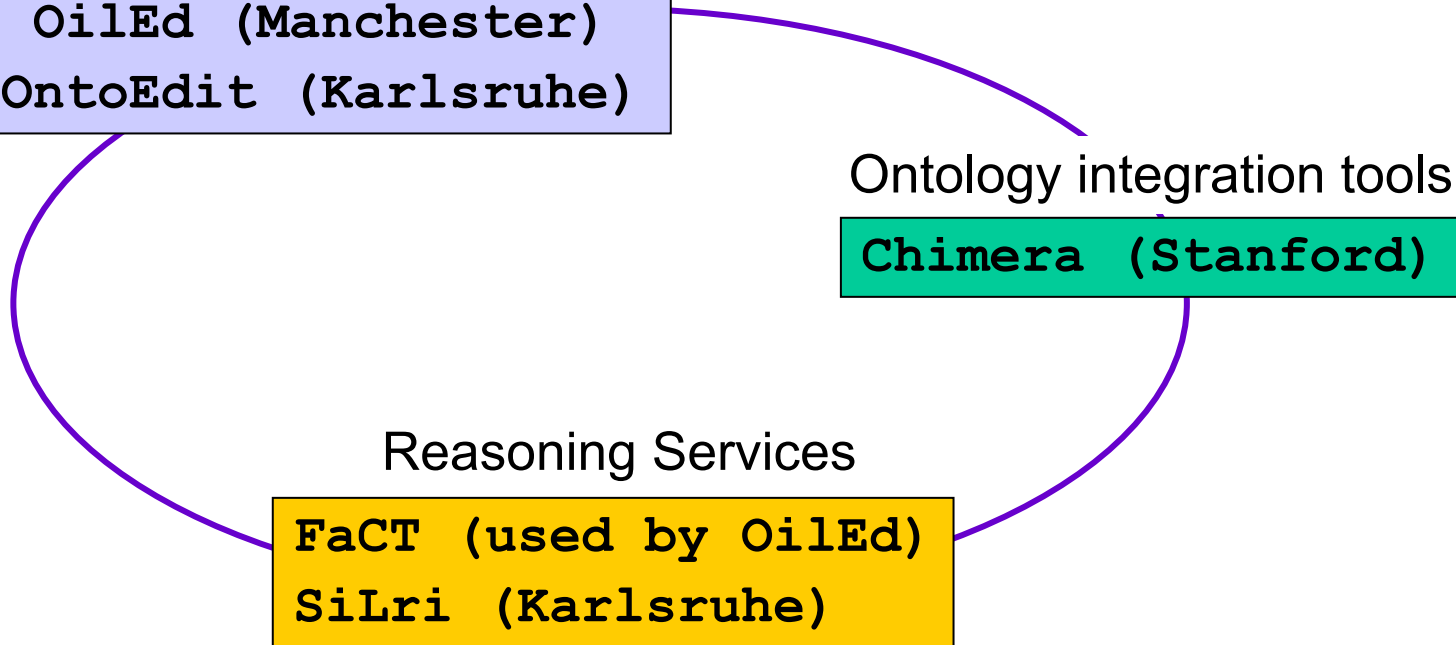 OilEd (Manchester)
OntoEdit (Karlsruhe)
Ontology integration tools
Chimera (Stanford)
Reasoning Services
FaCT (used by OilEd)
SiLri (Karlsruhe)